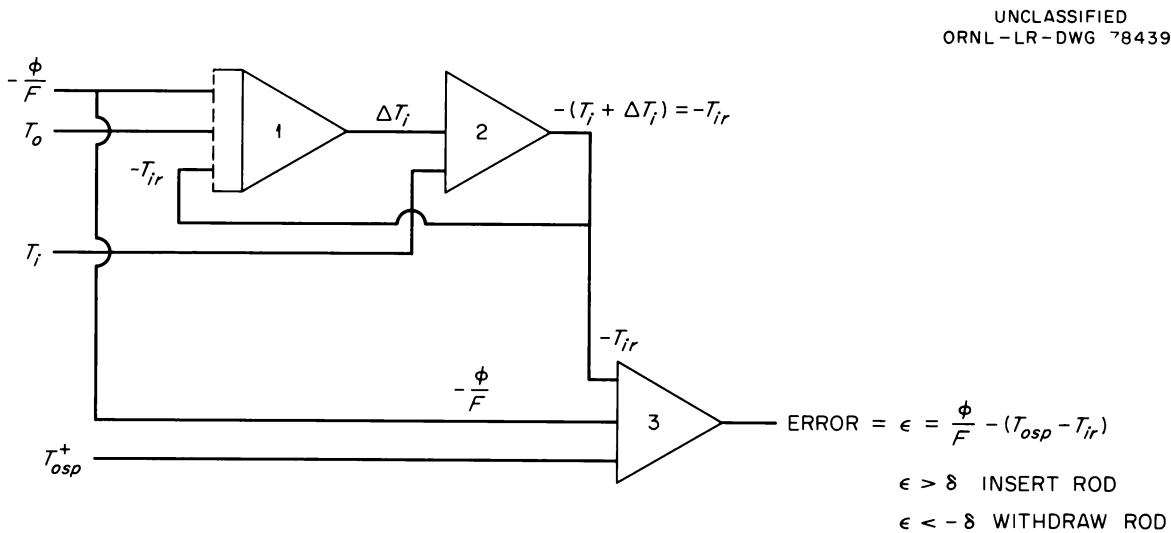 UNCLASSIFIED
ORNL-LR-DWG 78439
-ϕ/F
T_o
-T_ir
T_i
1
ΔT_i
2
-(T_i + ΔT_i) = -T_ir
-T_ir
-ϕ/F
T⁺_osp
3
ERROR = ϵ = ϕ/F - (T_osp - T_ir)
ϵ > δ INSERT ROD
ϵ < - δ WITHDRAW ROD